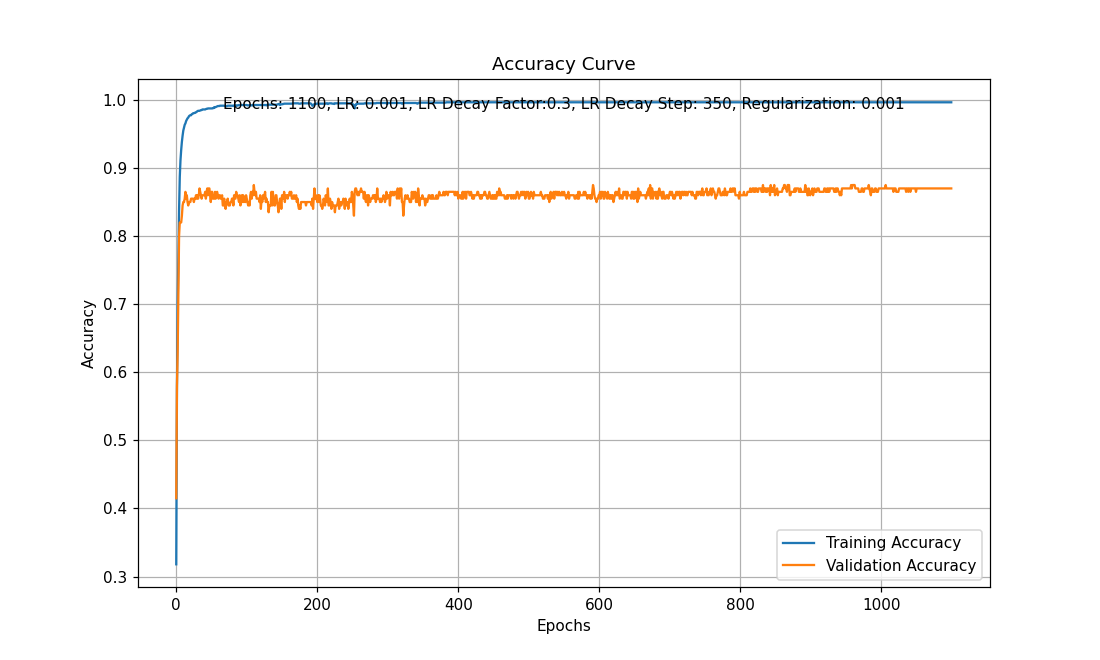 Accuracy Curve
Epochs: 1100, LR: 0.001, LR Decay Factor:0.3, LR Decay Step: 350, Regularization: 0.001
1.0
0.9
0.8
0.7
0.6
0.5
0.4
0.3
Accuracy
Training Accuracy
Validation Accuracy
0 200 400 600 800 1000
Epochs